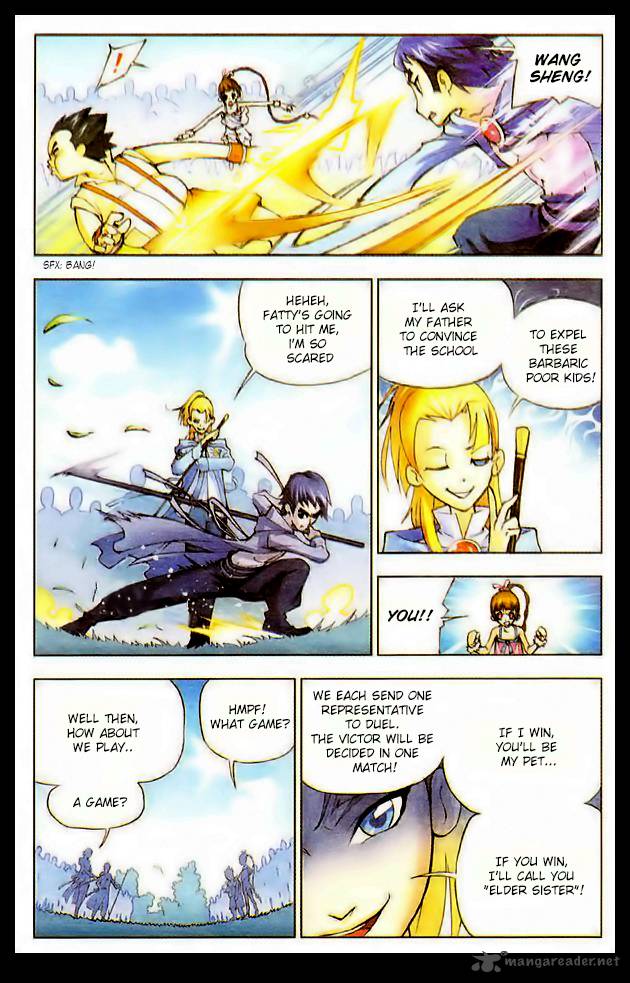 !
WANG
SHENG!
SFX: BANG!
HEHEH,
FATTY'S GOING
TO HIT ME,
I'M SO
SCARED
I'LL ASK
MY FATHER
TO CONVINCE
THE SCHOOL
TO EXPEL
THESE
BARBARIC
POOR KIDS!
YOU!!
WELL THEN,
HOW ABOUT
WE PLAY..
A GAME?
HMPF!
WHAT GAME?
WE EACH SEND ONE
REPRESENTATIVE
TO DUEL.
THE VICTOR WILL BE
DECIDED IN ONE
MATCH!
IF I WIN,
YOU'LL BE
MY PET...
IF YOU WIN,
I'LL CALL YOU
"ELDER SISTER"!
mangareader.net